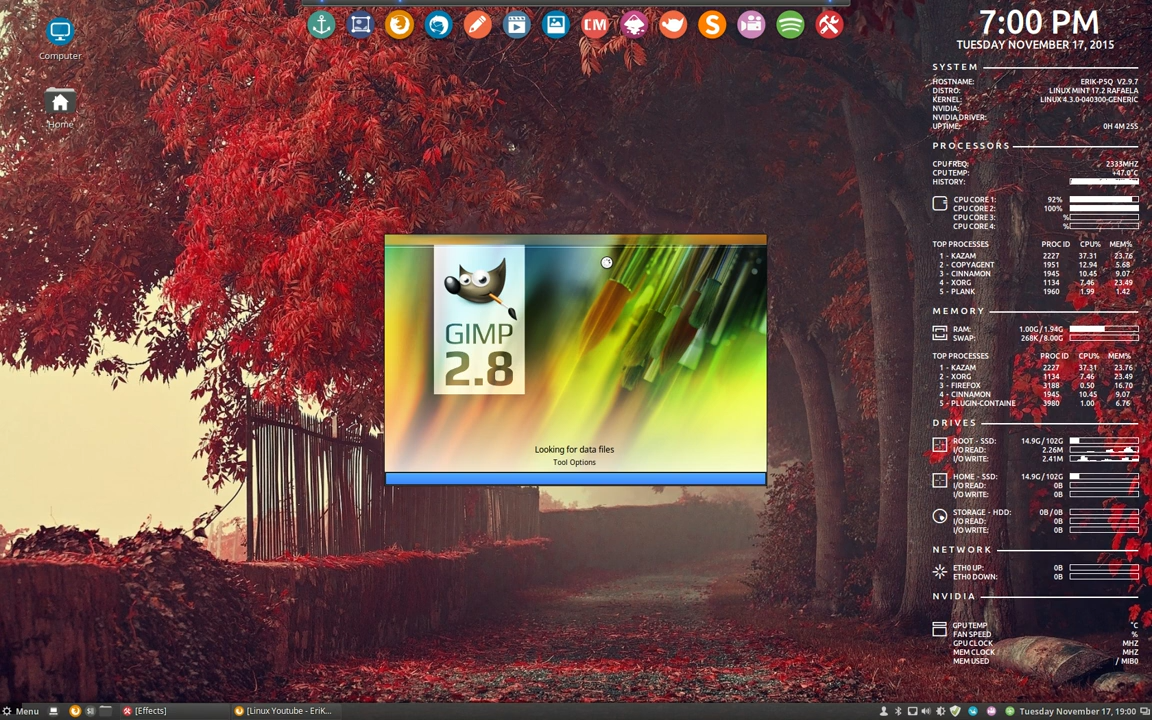 Computer
Home
CM
S
GIMP
2.8
Looking for data files
Tool Options
7:00 PM
TUESDAY NOVEMBER 17, 2015
SYSTEM
HOSTNAME: ERIK-PSQ V2.9.7
DISTRO: LINUX MINT 17.2 RAFAELA
KERNEL: LINUX 4.3.0-040300-GENERIC
NVIDIA:
NVIDIA DRIVER:
UPTIME: 0H 4M 25S
PROCESSORS
CPU FREQ: 2333MHZ
CPU TEMP: +47.0°C
HISTORY:
CPU CORE 1: 92%
CPU CORE 2: 100%
CPU CORE 3: %
CPU CORE 4: %
TOP PROCESSES PROC ID CPU% MEM%
1 - KAZAM 2227 37.31 23.76
2 - COPYAGENT 1951 12.94 5.68
3 - CINNAMON 1945 10.45 9.07
4 - XORG 1134 7.46 23.49
5 - PLANK 1960 1.99 1.42
MEMORY
RAM: 1.00G / 1.94G
SWAP: 268K / 8.00G
TOP PROCESSES PROC ID CPU% MEM%
1 - KAZAM 2227 37.31 23.76
2 - XORG 1134 7.46 23.49
3 - FIREFOX 3188 0.50 16.70
4 - CINNAMON 1945 10.45 9.07
5 - PLUGIN-CONTAINE 3980 1.00 6.76
DRIVES
ROOT - SSD: 14.9G / 102G
I/O READ: 2.26M
I/O WRITE: 2.41M
HOME - SSD: 14.9G / 102G
I/O READ: 0B
I/O WRITE: 0B
STORAGE - HDD: 0B / 0B
I/O READ: 0B
I/O WRITE: 0B
NETWORK
ETH0 UP: 0B
ETH0 DOWN: 0B
NVIDIA
GPU TEMP °C
FAN SPEED %
GPU CLOCK MHZ
MEM CLOCK MHZ
MEM USED / MIB0
Menu [Effects] [Linux Youtube - EriK... Tuesday November 17, 19:00